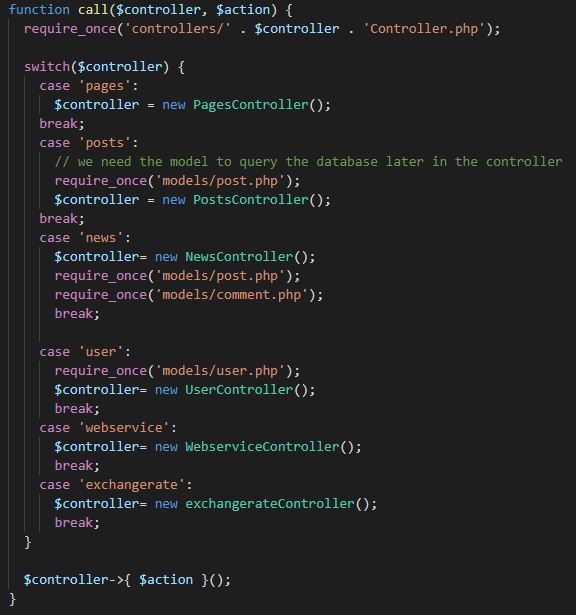 function call($controller, $action) {
  require_once('controllers/' . $controller . 'Controller.php');

  switch($controller) {
    case 'pages':
      $controller = new PagesController();
    break;
    case 'posts':
      // we need the model to query the database later in the controller
      require_once('models/post.php');
      $controller = new PostsController();
    break;
    case 'news':
      $controller= new NewsController();
      require_once('models/post.php');
      require_once('models/comment.php');
      break;

    case 'user':
      require_once('models/user.php');
      $controller= new UserController();
      break;
    case 'webservice':
      $controller= new WebserviceController();
      break;
    case 'exchangerate':
      $controller= new exchangerateController();
      break;
  }

  $controller->{ $action }();
}